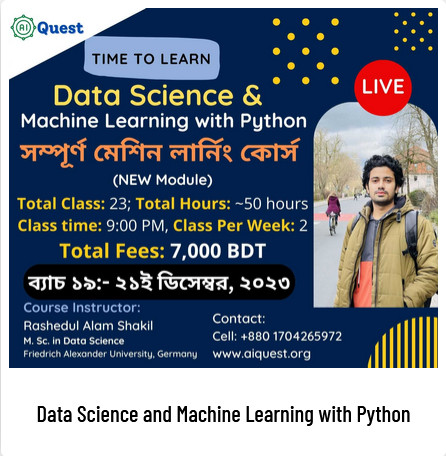 AI Quest
TIME TO LEARN
LIVE
Data Science &
Machine Learning with Python
সম্পূর্ণ মেশিন লার্নিং কোর্স
(NEW Module)
Total Class: 23; Total Hours: ~50 hours
Class time: 9:00 PM, Class Per Week: 2
Total Fees: 7,000 BDT
ব্যাচ ১৯:- ২১ই ডিসেম্বর, ২০২৩
Course Instructor:
Rashedul Alam Shakil
M. Sc. in Data Science
Friedrich Alexander University, Germany
Contact:
Cell: +880 1704265972
www.aiquest.org
Data Science and Machine Learning with Python